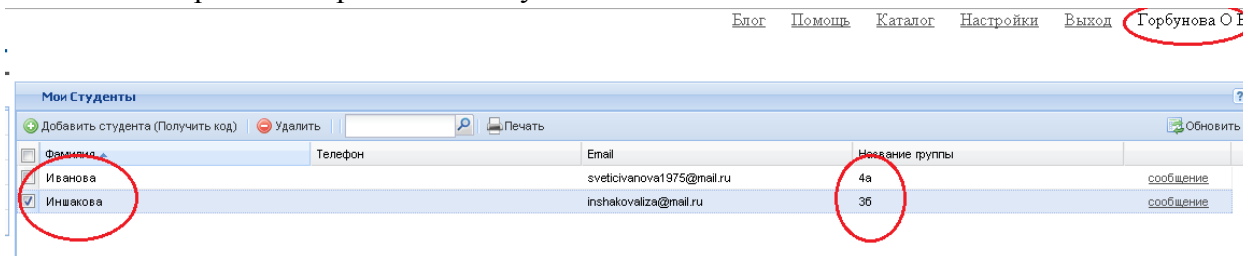 Блог Помощь Каталог Настройки Выход Горбунова О
Мои Студенты
Добавить студента (Получить код) Удалить Печать Обновить
Фамилия Телефон Email Название группы
Иванова sveticivanova1975@mail.ru 4а сообщение
Иншакова inshakovaliza@mail.ru 3б сообщение